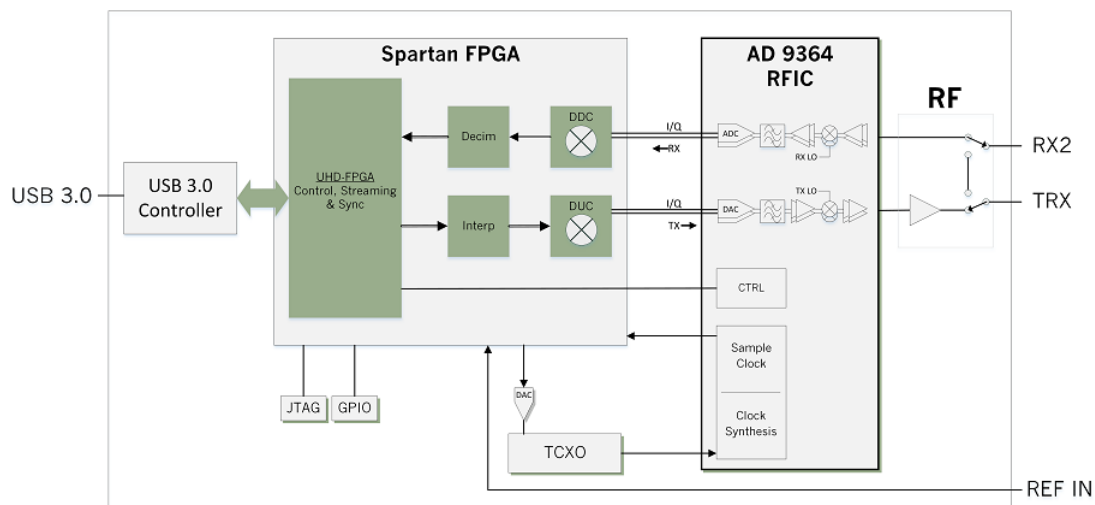 Spartan FPGA
AD 9364
RFIC
RF
DDC
Decim
I/Q
RX
ADC
RX LO
RX2
UHD-FPGA
Control, Streaming
& Sync
USB 3.0
USB 3.0
Controller
TX LO
Interp
DUC
I/Q
TX
DAC
TRX
CTRL
Sample
Clock
Clock
Synthesis
JTAG
GPIO
DAC
TCXO
REF IN